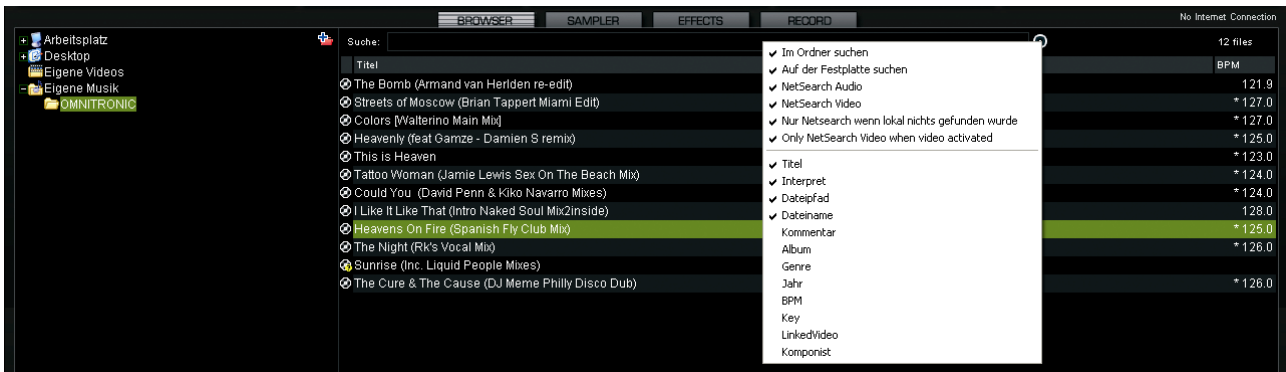 BROWSER SAMPLER EFFECTS RECORD No Internet Connection
Arbeitsplatz
Desktop
Eigene Videos
Eigene Musik
OMNITRONIC
Suche: 12 files
Titel BPM
The Bomb (Armand van Herlden re-edit) 121.9
Streets of Moscow (Brian Tappert Miami Edit) * 127.0
Colors [Walterino Main Mix] * 127.0
Heavenly (feat Gamze - Damien S remix) * 125.0
This is Heaven * 123.0
Tattoo Woman (Jamie Lewis Sex On The Beach Mix) * 124.0
Could You (David Penn & Kiko Navarro Mixes) * 124.0
I Like It Like That (Intro Naked Soul Mix2inside) 128.0
Heavens On Fire (Spanish Fly Club Mix) * 125.0
The Night (Rk's Vocal Mix) * 126.0
Sunrise (Inc. Liquid People Mixes)
The Cure & The Cause (DJ Meme Philly Disco Dub) * 126.0
Im Ordner suchen
Auf der Festplatte suchen
NetSearch Audio
NetSearch Video
Nur Netsearch wenn lokal nichts gefunden wurde
Only NetSearch Video when video activated
Titel
Interpret
Dateipfad
Dateiname
Kommentar
Album
Genre
Jahr
BPM
Key
LinkedVideo
Komponist